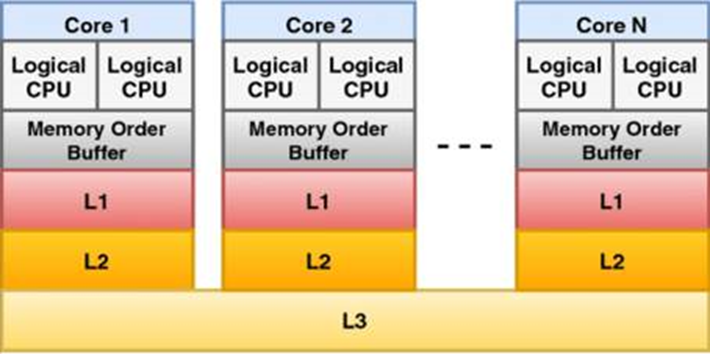 Core 1
Logical CPU
Logical CPU
Memory Order
Buffer
L1
L2
Core 2
Logical CPU
Logical CPU
Memory Order
Buffer
L1
L2
Core N
Logical CPU
Logical CPU
Memory Order
Buffer
L1
L2
L3